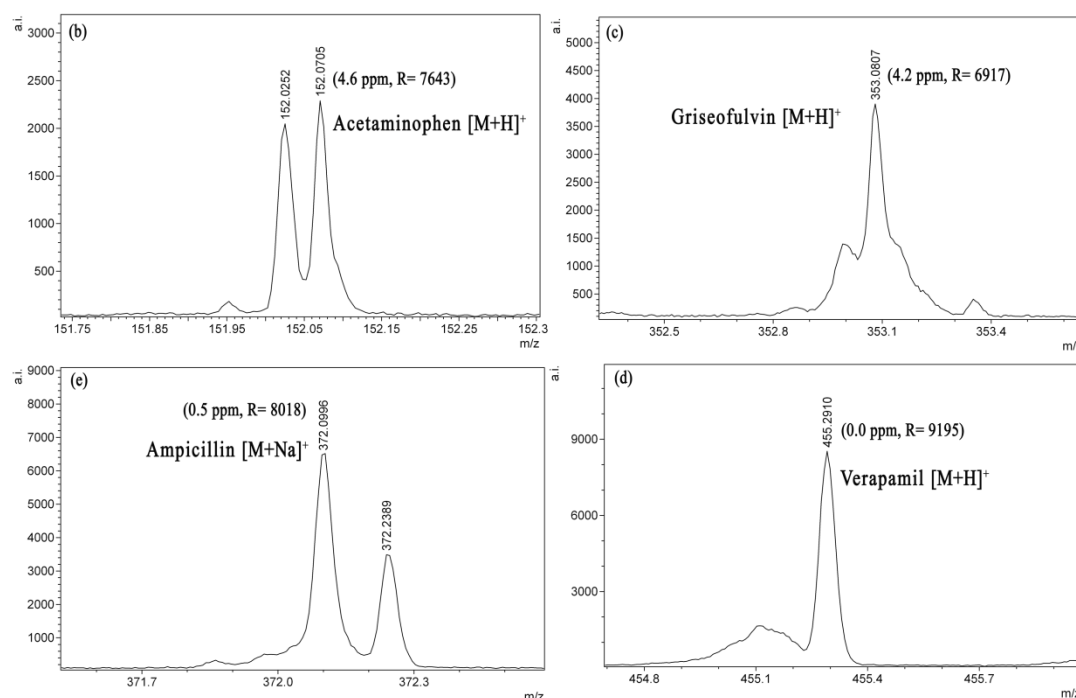 a.i.
(b)
3000
2500
2000
1500
1000
500
152.0252
152.0705
(4.6 ppm, R= 7643)
Acetaminophen [M+H]+
151.75
151.85
151.95
152.05
152.15
152.25
152.3
m/z
a.i.
(c)
5000
4500
4000
3500
3000
2500
2000
1500
1000
500
353.0807
(4.2 ppm, R= 6917)
Griseofulvin [M+H]+
352.5
352.8
353.1
353.4
m/
a.i.
(e)
9000
8000
7000
6000
5000
4000
3000
2000
1000
0
(0.5 ppm, R= 8018)
372.0996
Ampicillin [M+Na]+
372.2389
371.7
372.0
372.3
m/z
a.i.
(d)
9000
6000
3000
0
455.2910
(0.0 ppm, R= 9195)
Verapamil [M+H]+
454.8
455.1
455.4
455.7
m/z